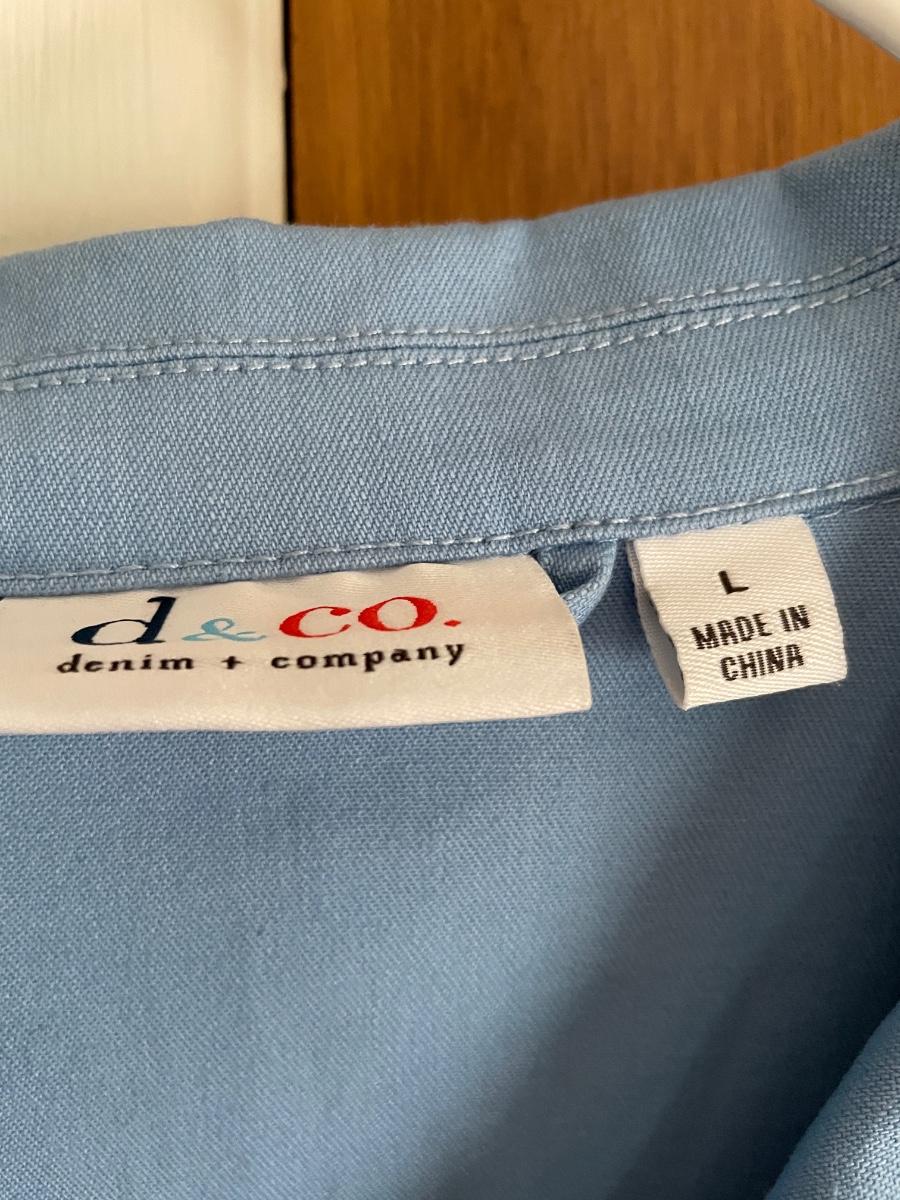 d & co.
denim + company
L
MADE IN
CHINA